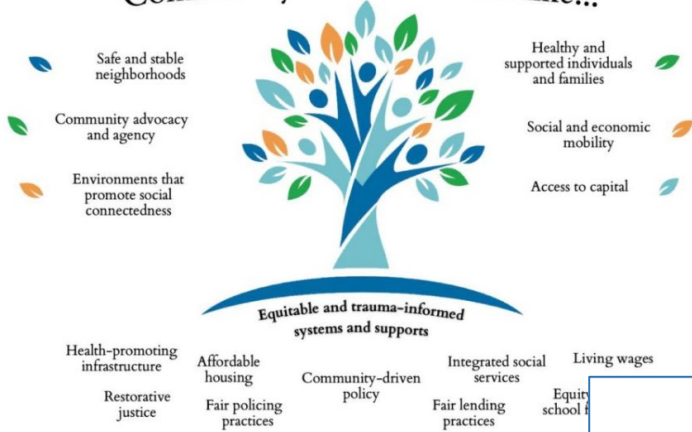 Safe and stable
neighborhoods
Community advocacy
and agency
Environments that
promote social
connectedness
Healthy and
supported individuals
and families
Social and economic
mobility
Access to capital
Equitable and trauma-informed
systems and supports
Health-promoting
infrastructure
Restorative
justice
Affordable
housing
Fair policing
practices
Community-driven
policy
Integrated social
services
Fair lending
practices
Living wages
school